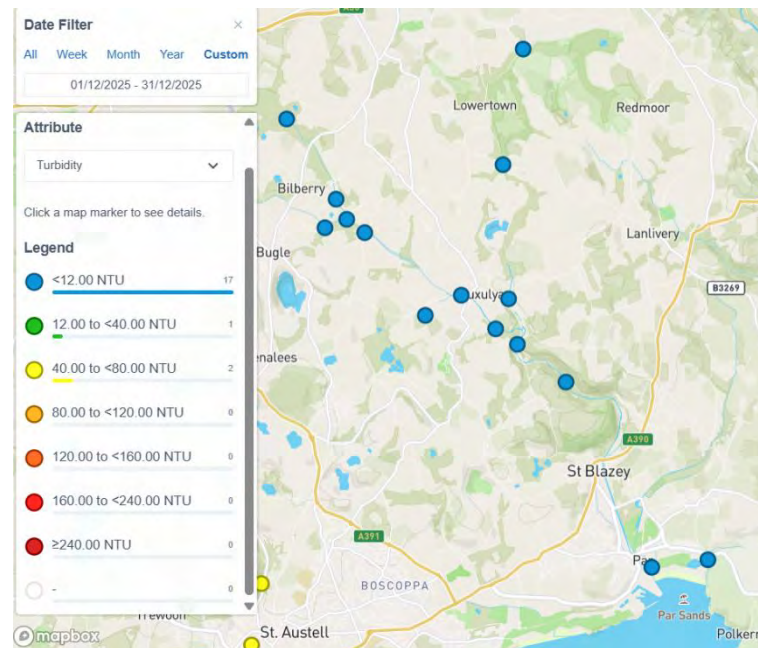 Date Filter ×
All Week Month Year Custom
01/12/2025 - 31/12/2025
Attribute
Turbidity
Click a map marker to see details.
Legend
<12.00 NTU 17
12.00 to <40.00 NTU 1
40.00 to <80.00 NTU 2
80.00 to <120.00 NTU 0
120.00 to <160.00 NTU 0
160.00 to <240.00 NTU 0
≥240.00 NTU 0
- 0
mapbox
Lowertown
Redmoor
Bilberry
Lanlivery
Bugle
B3269
uxulya
enalees
A390
St Blazey
A391
BOSCOPPA
Pa
Par Sands
St. Austell
Polkerr